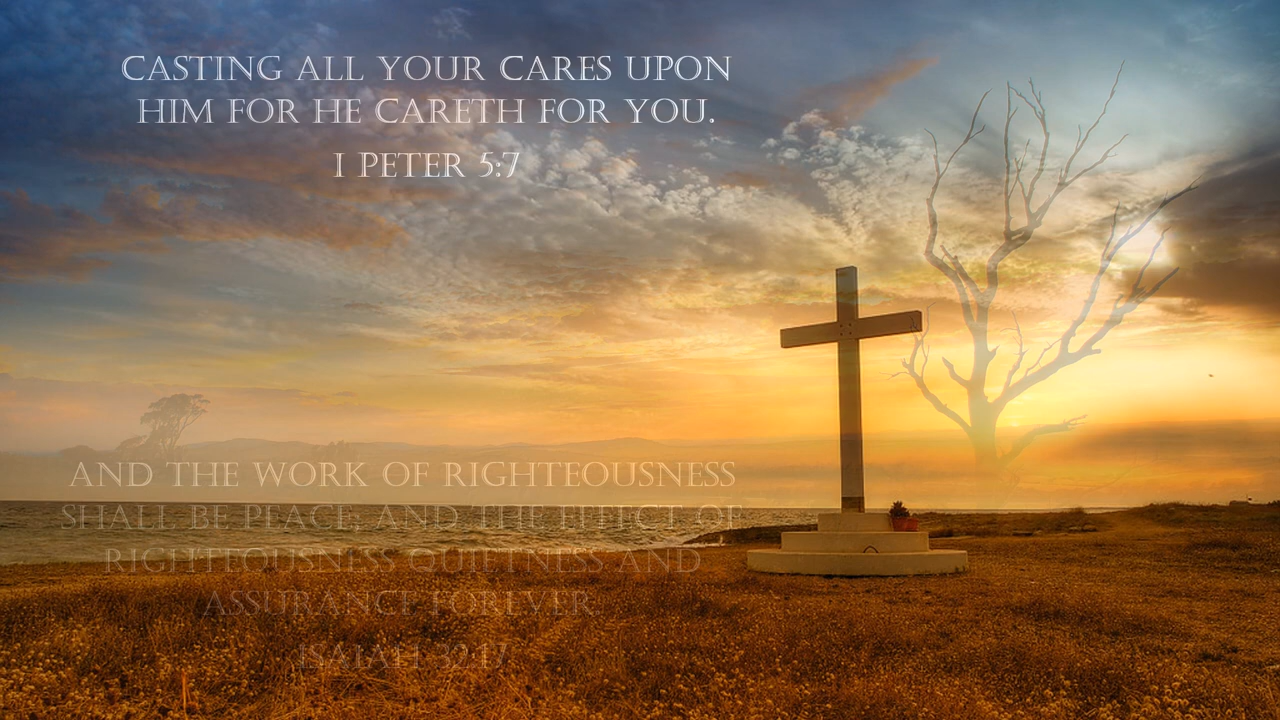 CASTING ALL YOUR CARES UPON
HIM FOR HE CARETH FOR YOU.
I PETER 5:7
AND THE WORK OF RIGHTEOUSNESS
SHALL BE PEACE; AND THE EFFECT OF
RIGHTEOUSNESS QUIETNESS AND
ASSURANCE FOREVER
ISAIAH 32:17